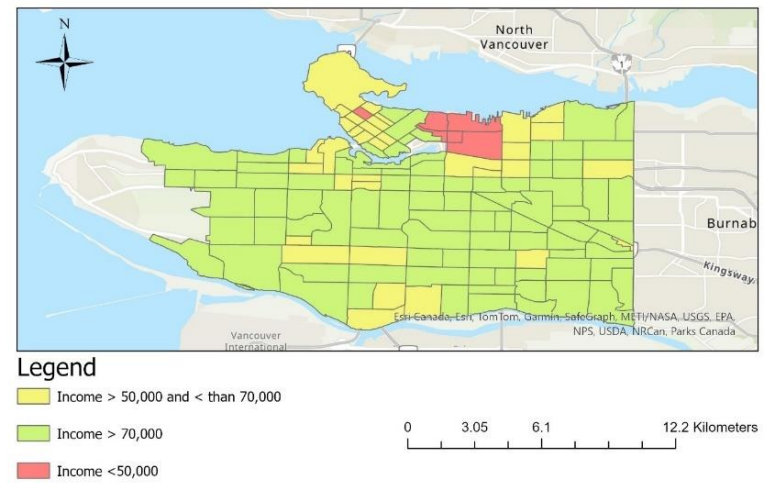 N
North
Vancouver
1
Burnab
Kingsway
Esri Canada, Esri, TomTom, Garmin, SafeGraph, METI/NASA, USGS, EPA,
NPS, USDA, NRCan, Parks Canada
Vancouver
International
Legend
Income > 50,000 and < than 70,000
Income > 70,000
Income <50,000
0 3.05 6.1 12.2 Kilometers